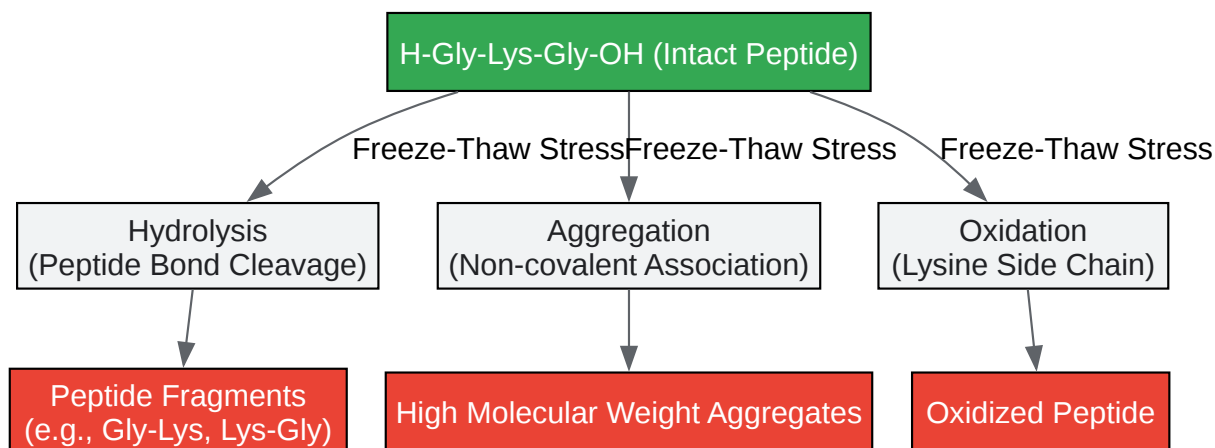 H-Gly-Lys-Gly-OH (Intact Peptide)
Freeze-Thaw Stress
Freeze-Thaw Stress
Freeze-Thaw Stress
Hydrolysis
(Peptide Bond Cleavage)
Aggregation
(Non-covalent Association)
Oxidation
(Lysine Side Chain)
Peptide Fragments
(e.g., Gly-Lys, Lys-Gly)
High Molecular Weight Aggregates
Oxidized Peptide